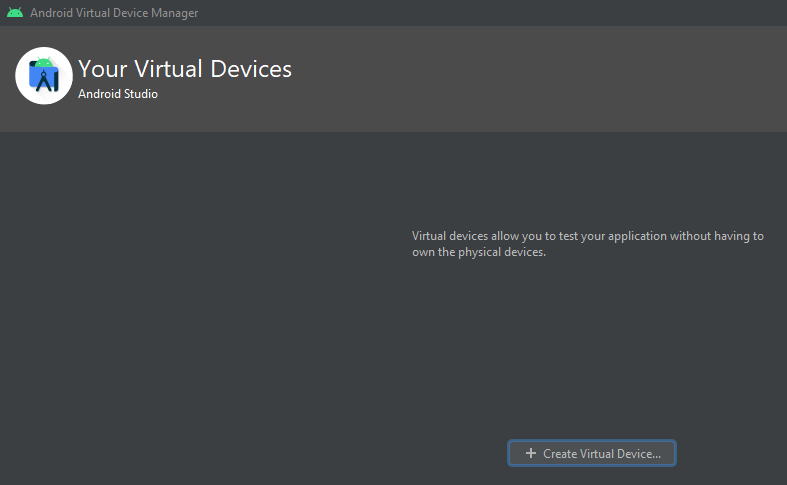 Android Virtual Device Manager
Your Virtual Devices
Android Studio
Virtual devices allow you to test your application without having to
own the physical devices.
+ Create Virtual Device...